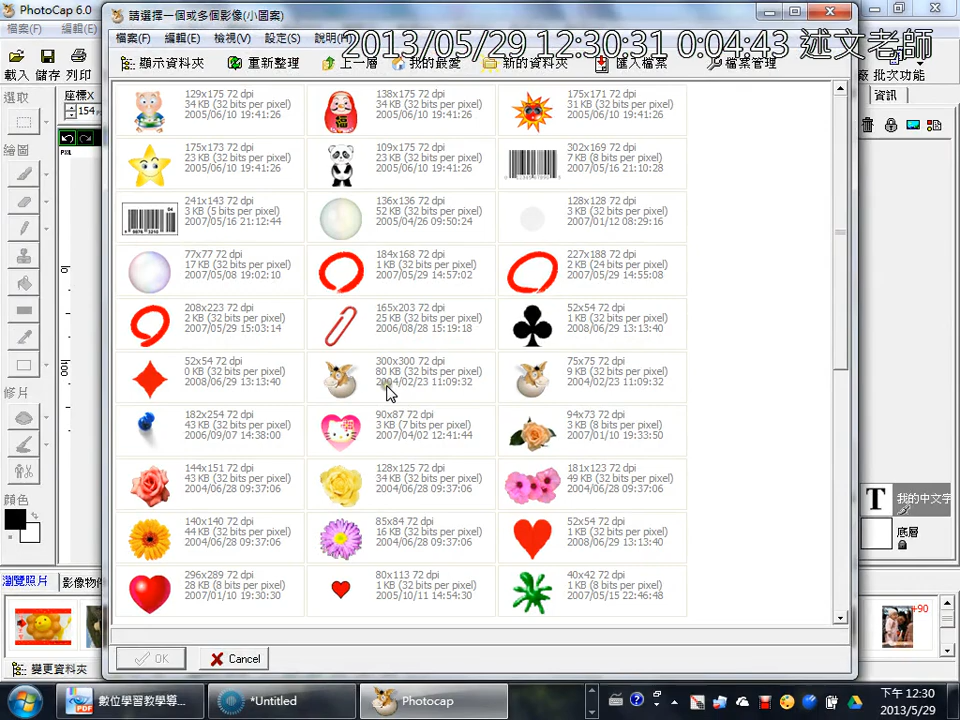 PhotoCap 6.0
請選擇一個或多個影像(小圖案)
檔案(F) 編輯(E)
檔案(F) 編輯(E) 檢視(V) 設定(S) 說明(H)
2013/05/29 12:30:31 0:04:43 述文老師
載入 儲存 列印
顯示資料夾 重新整理 上一層 我的最愛 新的資料夾 匯入檔案 檔案管理
批次功能
選取
座標X
154
資訊
129x175 72 dpi
34 KB (32 bits per pixel)
2005/06/10 19:41:26
138x175 72 dpi
34 KB (32 bits per pixel)
2005/06/10 19:41:26
175x171 72 dpi
31 KB (32 bits per pixel)
2005/06/10 19:41:26
175x173 72 dpi
23 KB (32 bits per pixel)
2005/06/10 19:41:26
109x175 72 dpi
23 KB (32 bits per pixel)
2005/06/10 19:41:26
302x169 72 dpi
7 KB (8 bits per pixel)
2007/05/16 21:10:28
241x143 72 dpi
3 KB (5 bits per pixel)
2007/05/16 21:12:44
136x136 72 dpi
52 KB (32 bits per pixel)
2005/04/26 09:50:24
128x128 72 dpi
3 KB (32 bits per pixel)
2007/01/12 08:29:16
77x77 72 dpi
17 KB (32 bits per pixel)
2007/05/08 19:02:10
184x168 72 dpi
1 KB (32 bits per pixel)
2007/05/29 14:57:02
227x188 72 dpi
2 KB (24 bits per pixel)
2007/05/29 14:55:08
208x223 72 dpi
2 KB (32 bits per pixel)
2007/05/29 15:03:14
165x203 72 dpi
25 KB (32 bits per pixel)
2006/08/28 15:19:18
52x54 72 dpi
1 KB (32 bits per pixel)
2008/06/29 13:13:40
52x54 72 dpi
0 KB (32 bits per pixel)
2008/06/29 13:13:40
300x300 72 dpi
80 KB (32 bits per pixel)
2004/02/23 11:09:32
75x75 72 dpi
9 KB (32 bits per pixel)
2004/02/23 11:09:32
182x254 72 dpi
43 KB (32 bits per pixel)
2006/09/07 14:38:00
90x87 72 dpi
3 KB (7 bits per pixel)
2007/04/02 12:41:44
94x73 72 dpi
3 KB (8 bits per pixel)
2007/01/10 19:33:50
144x151 72 dpi
43 KB (32 bits per pixel)
2004/06/28 09:37:06
128x125 72 dpi
34 KB (32 bits per pixel)
2004/06/28 09:37:06
181x123 72 dpi
49 KB (32 bits per pixel)
2004/06/28 09:37:06
140x140 72 dpi
44 KB (32 bits per pixel)
2004/06/28 09:37:06
85x84 72 dpi
16 KB (32 bits per pixel)
2004/06/28 09:37:06
52x54 72 dpi
1 KB (32 bits per pixel)
2008/06/29 13:13:40
296x289 72 dpi
28 KB (8 bits per pixel)
2007/01/10 19:30:30
80x113 72 dpi
1 KB (32 bits per pixel)
2005/10/11 14:54:30
40x42 72 dpi
1 KB (8 bits per pixel)
2007/05/15 22:46:48
繪圖
顏色
T 我的中文字
底層
瀏覽照片 影像物件
+90
OK Cancel
變更資料夾
數位學習教學導... *Untitled Photocap
下午 12:30
2013/5/29